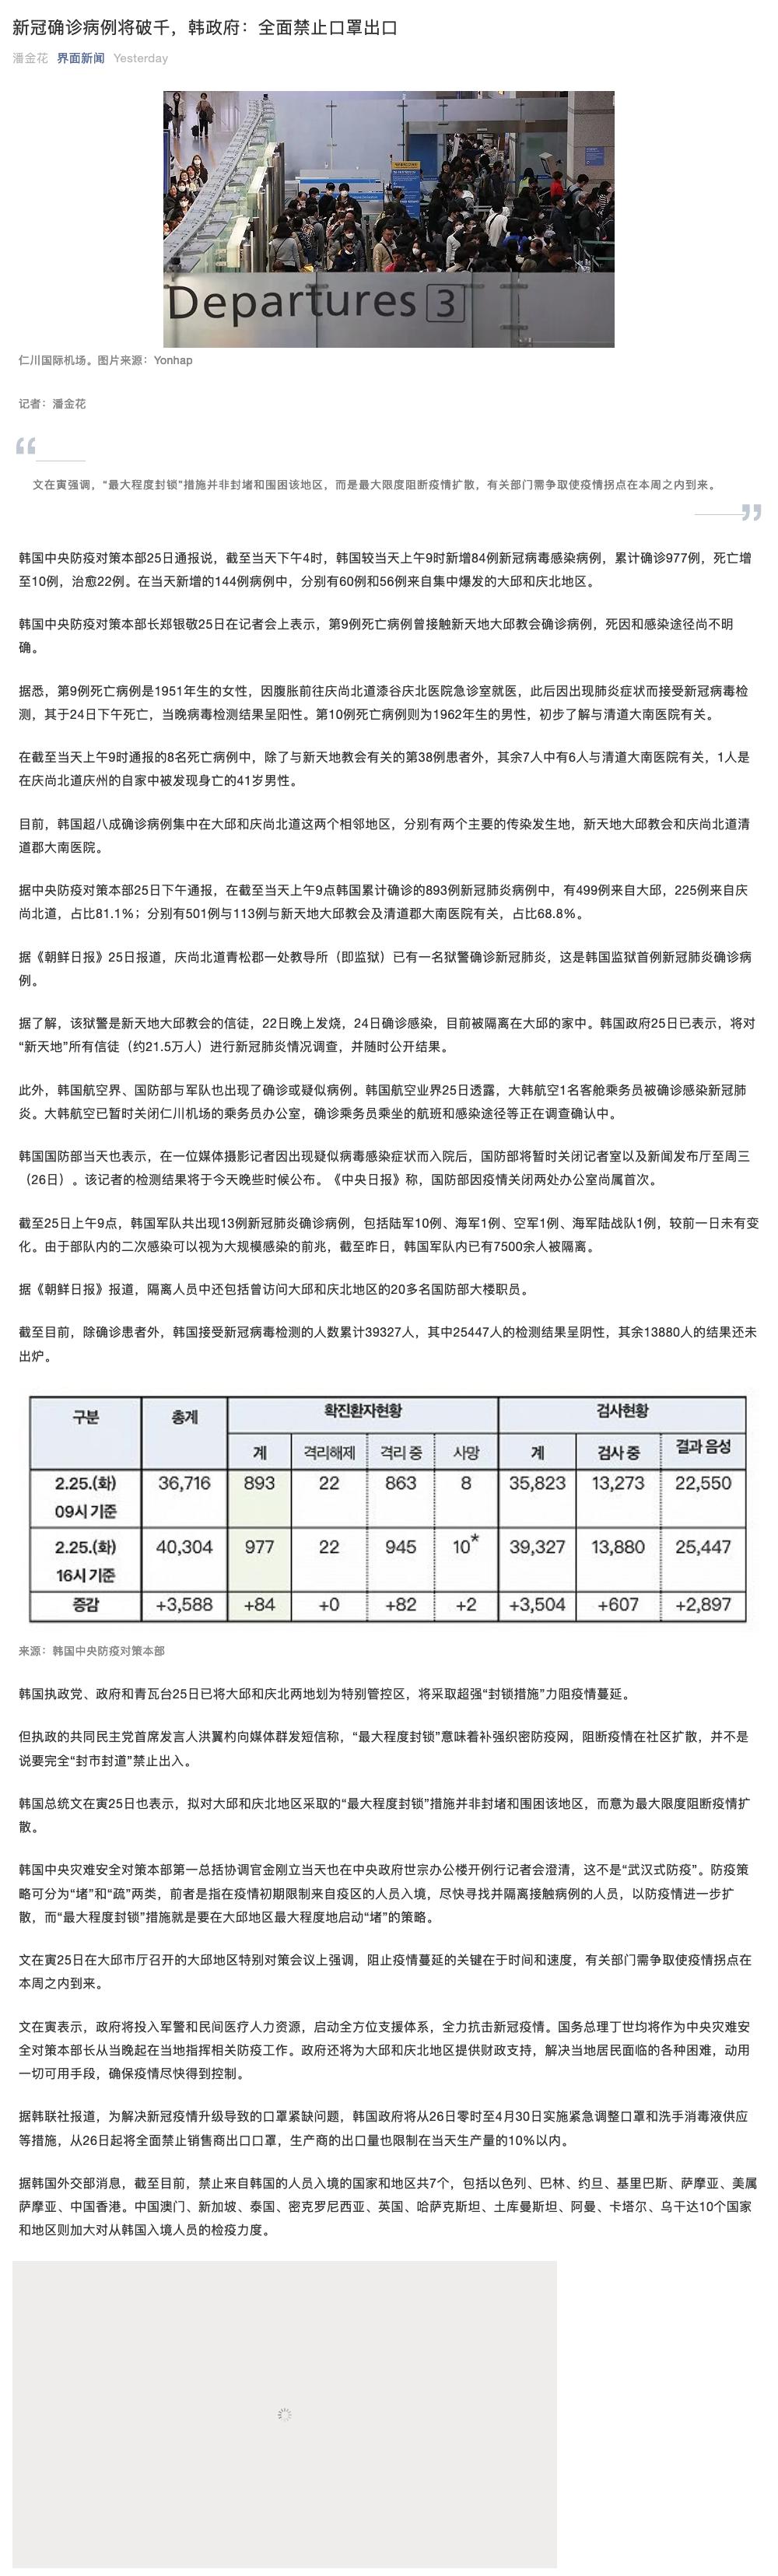 新冠确诊病例将破千，韩政府：全面禁止口罩出口
潘金花 界面新闻 Yesterday
Departures 3
仁川国际机场。图片来源：Yonhap
记者：潘金花
“
文在寅强调，“最大程度封锁”措施并非封堵和围困该地区，而是最大限度阻断疫情扩散，有关部门需争取使疫情拐点在本周之内到来。
”
韩国中央防疫对策本部25日通报说，截至当天下午4时，韩国较当天上午9时新增84例新冠病毒感染病例，累计确诊977例，死亡增
至10例，治愈22例。在当天新增的144例病例中，分别有60例和56例来自集中爆发的大邱和庆北地区。
韩国中央防疫对策本部长郑银敬25日在记者会上表示，第9例死亡病例曾接触新天地大邱教会确诊病例，死因和感染途径尚不明
确。
据悉，第9例死亡病例是1951年生的女性，因腹胀前往庆尚北道漆谷庆北医院急诊室就医，此后因出现肺炎症状而接受新冠病毒检
测，其于24日下午死亡，当晚病毒检测结果呈阳性。第10例死亡病例则为1962年生的男性，初步了解与清道大南医院有关。
在截至当天上午9时通报的8名死亡病例中，除了与新天地教会有关的第38例患者外，其余7人中有6人与清道大南医院有关，1人是
在庆尚北道庆州的自家中被发现身亡的41岁男性。
目前，韩国超八成确诊病例集中在大邱和庆尚北道这两个相邻地区，分别有两个主要的传染发生地，新天地大邱教会和庆尚北道清
道郡大南医院。
据中央防疫对策本部25日下午通报，在截至当天上午9点韩国累计确诊的893例新冠肺炎病例中，有499例来自大邱，225例来自庆
尚北道，占比81.1%；分别有501例与113例与新天地大邱教会及清道郡大南医院有关，占比68.8%。
据《朝鲜日报》25日报道，庆尚北道青松郡一处教导所（即监狱）已有一名狱警确诊新冠肺炎，这是韩国监狱首例新冠肺炎确诊病
例。
据了解，该狱警是新天地大邱教会的信徒，22日晚上发烧，24日确诊感染，目前被隔离在大邱的家中。韩国政府25日已表示，将对
“新天地”所有信徒（约21.5万人）进行新冠肺炎情况调查，并随时公开结果。
此外，韩国航空界、国防部与军队也出现了确诊或疑似病例。韩国航空业界25日透露，大韩航空1名客舱乘务员被确诊感染新冠肺
炎。大韩航空已暂时关闭仁川机场的乘务员办公室，确诊乘务员乘坐的航班和感染途径等正在调查确认中。
韩国国防部当天也表示，在一位媒体摄影记者因出现疑似病毒感染症状而入院后，国防部将暂时关闭记者室以及新闻发布厅至周三
（26日）。该记者的检测结果将于今天晚些时候公布。《中央日报》称，国防部因疫情关闭两处办公室尚属首次。
截至25日上午9点，韩国军队共出现13例新冠肺炎确诊病例，包括陆军10例、海军1例、空军1例、海军陆战队1例，较前一日未有变
化。由于部队内的二次感染可以视为大规模感染的前兆，截至昨日，韩国军队内已有7500余人被隔离。
据《朝鲜日报》报道，隔离人员中还包括曾访问大邱和庆北地区的20多名国防部大楼职员。
截至目前，除确诊患者外，韩国接受新冠病毒检测的人数累计39327人，其中25447人的检测结果呈阴性，其余13880人的结果还未
出炉。
구분 총계 확진환자현황 검사현황
계 격리해제 격리 중 사망 계 검사 중 결과 음성
2.25.(화) 36,716 893 22 863 8 35,823 13,273 22,550
09시 기준
2.25.(화) 40,304 977 22 945 10* 39,327 13,880 25,447
16시 기준
증감 +3,588 +84 +0 +82 +2 +3,504 +607 +2,897
来源：韩国中央防疫对策本部
韩国执政党、政府和青瓦台25日已将大邱和庆北两地划为特别管控区，将采取超强“封锁措施”力阻疫情蔓延。
但执政的共同民主党首席发言人洪翼杓向媒体群发短信称，“最大程度封锁”意味着补强织密防疫网，阻断疫情在社区扩散，并不是
说要完全“封市封道”禁止出入。
韩国总统文在寅25日也表示，拟对大邱和庆北地区采取的“最大程度封锁”措施并非封堵和围困该地区，而意为最大限度阻断疫情扩
散。
韩国中央灾难安全对策本部第一总括协调官金刚立当天也在中央政府世宗办公楼开例行记者会澄清，这不是“武汉式防疫”。防疫策
略可分为“堵”和“疏”两类，前者是指在疫情初期限制来自疫区的人员入境，尽快寻找并隔离接触病例的人员，以防疫情进一步扩
散，而“最大程度封锁”措施就是要在大邱地区最大程度地启动“堵”的策略。
文在寅25日在大邱市厅召开的大邱地区特别对策会议上强调，阻止疫情蔓延的关键在于时间和速度，有关部门需争取使疫情拐点在
本周之内到来。
文在寅表示，政府将投入军警和民间医疗人力资源，启动全方位支援体系，全力抗击新冠疫情。国务总理丁世均将作为中央灾难安
全对策本部长从当晚起在当地指挥相关防疫工作。政府还将为大邱和庆北地区提供财政支持，解决当地居民面临的各种困难，动用
一切可用手段，确保疫情尽快得到控制。
据韩联社报道，为解决新冠疫情升级导致的口罩紧缺问题，韩国政府将从26日零时至4月30日实施紧急调整口罩和洗手消毒液供应
等措施，从26日起将全面禁止销售商出口口罩，生产商的出口量也限制在当天生产量的10%以内。
据韩国外交部消息，截至目前，禁止来自韩国的人员入境的国家和地区共7个，包括以色列、巴林、约旦、基里巴斯、萨摩亚、美属
萨摩亚、中国香港。中国澳门、新加坡、泰国、密克罗尼西亚、英国、哈萨克斯坦、土库曼斯坦、阿曼、卡塔尔、乌干达10个国家
和地区则加大对从韩国入境人员的检疫力度。